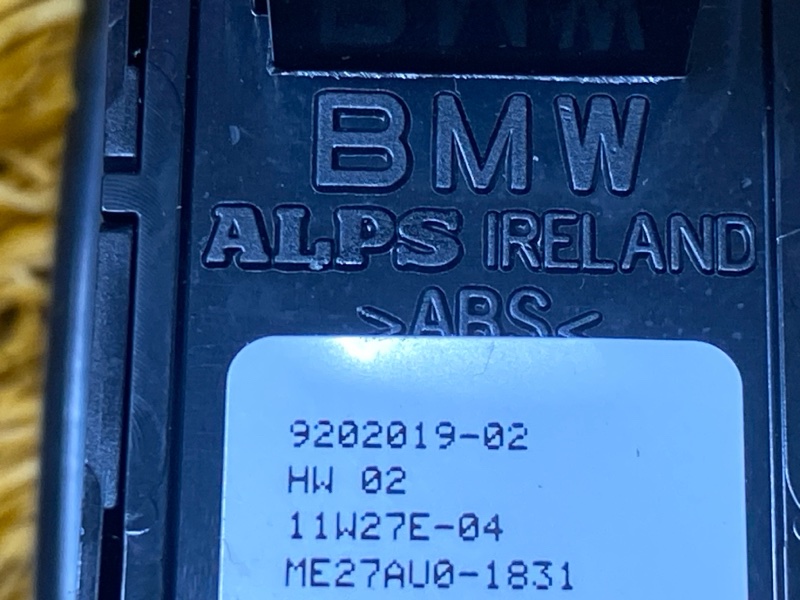 BMW
ALPS IRELAND
>ABS<
9202019-02
HW 02
11W27E-04
ME27AU0-1831